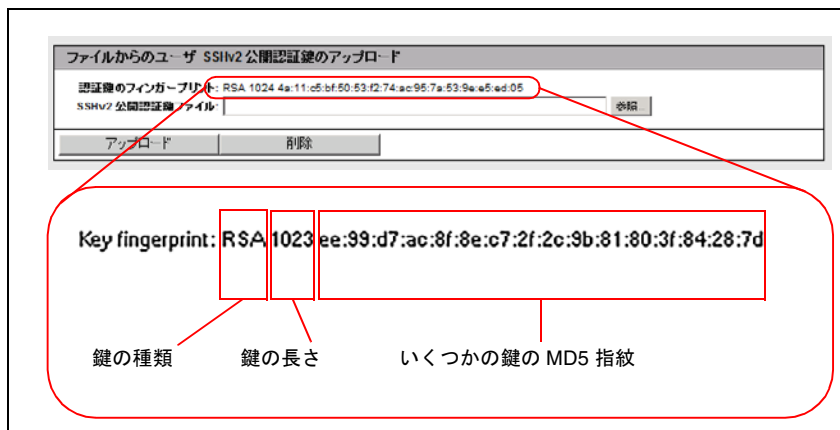 ファイルからのユーザ SSHv2 公開認証鍵のアップロード
認証鍵のフィンガープリント: RSA 1024 4a:11:c5:bf:50:53:f2:74:ac:95:7a:53:9e:e5:ed:05
SSHv2 公開認証鍵ファイル: 参照...
アップロード 削除
Key fingerprint: RSA 1023 ee:99:d7:ac:8f:8e:c7:2f:2c:9b:81:80:3f:84:28:7d
鍵の種類 鍵の長さ いくつかの鍵の MD5 指紋